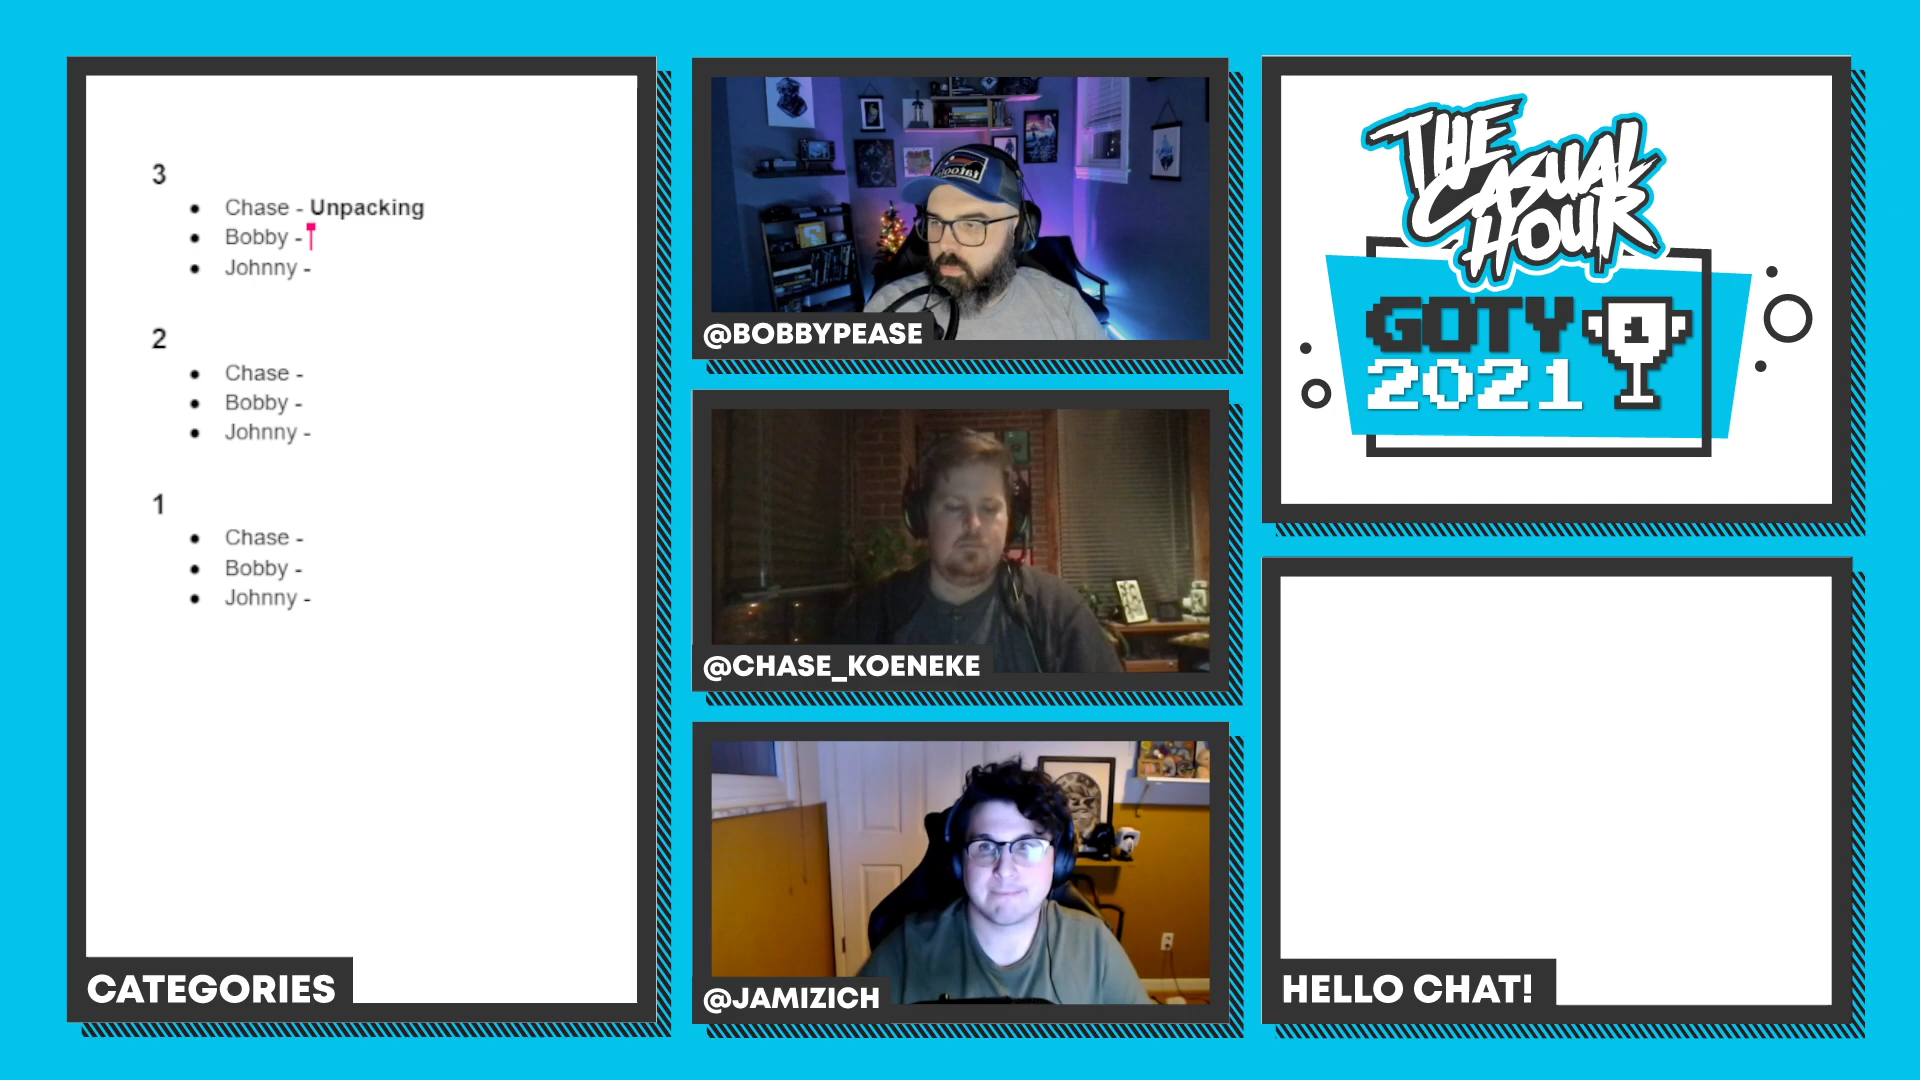 3
• Chase - Unpacking
• Bobby -
• Johnny -
2
• Chase -
• Bobby -
• Johnny -
1
• Chase -
• Bobby -
• Johnny -
CATEGORIES
@BOBBYPEASE
@CHASE_KOENEKE
@JAMIZICH
THE
CASUAL
HOUR
GOTY
2021
1
HELLO CHAT!